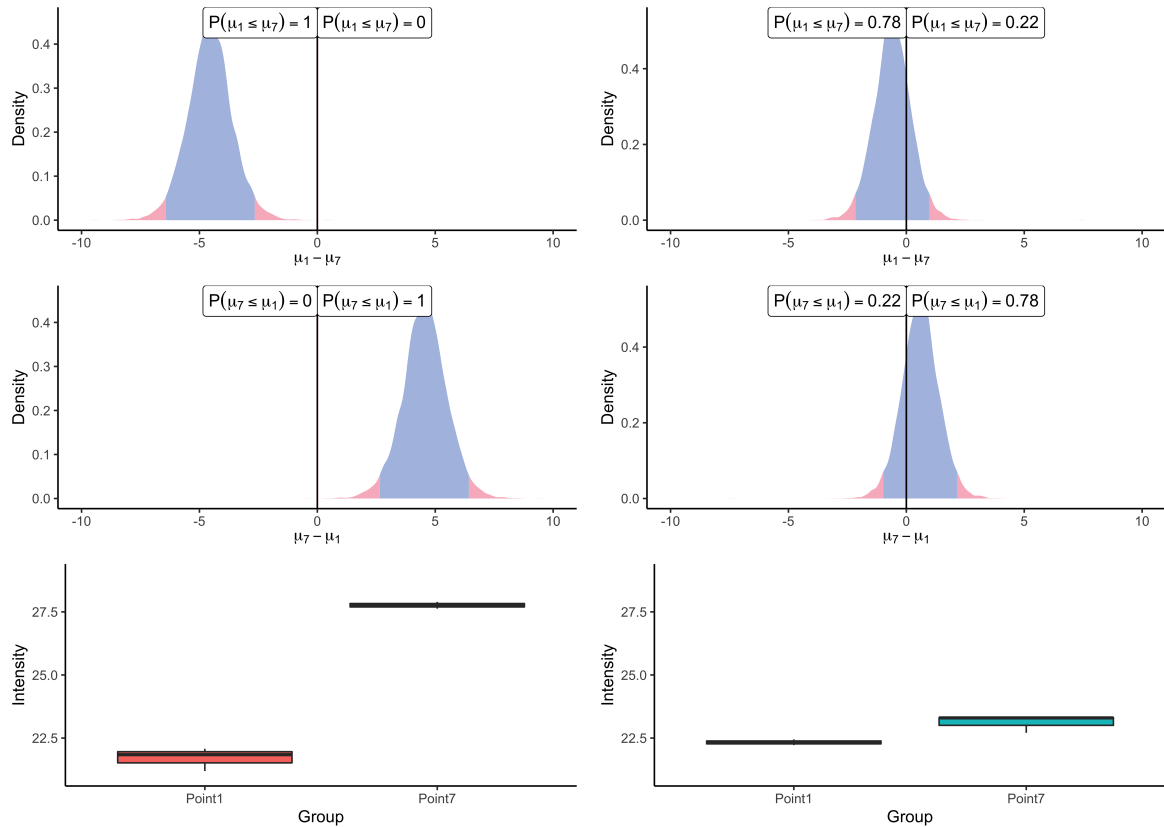 P(μ₁ ≤ μ₇) = 1 P(μ₁ ≤ μ₇) = 0
0.4
0.3
0.2
0.1
0.0
Density
-10 -5 0 5 10
μ₁ − μ₇
P(μ₁ ≤ μ₇) = 0.78 P(μ₁ ≤ μ₇) = 0.22
0.4
0.2
0.0
Density
-10 -5 0 5 10
μ₁ − μ₇
P(μ₇ ≤ μ₁) = 0 P(μ₇ ≤ μ₁) = 1
0.4
0.3
0.2
0.1
0.0
Density
-10 -5 0 5 10
μ₇ − μ₁
P(μ₇ ≤ μ₁) = 0.22 P(μ₇ ≤ μ₁) = 0.78
0.4
0.2
0.0
Density
-10 -5 0 5 10
μ₇ − μ₁
27.5
25.0
22.5
Intensity
Point1 Point7
Group
27.5
25.0
22.5
Intensity
Point1 Point7
Group